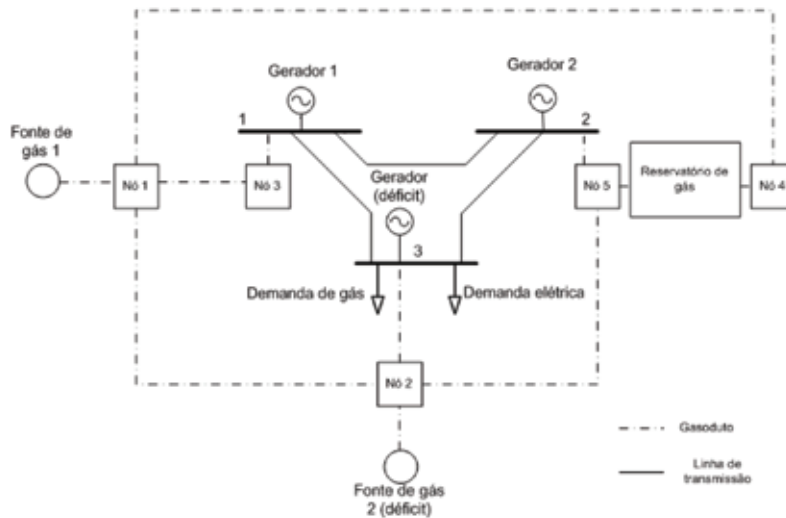 Gerador 1
Gerador 2
Fonte de
gás 1
1
2
Nó 1
Nó 3
Gerador
(déficit)
Nó 5
Reservatório de
gás
Nó 4
3
Demanda de gás
Demanda elétrica
Nó 2
Gasoduto
Linha de
transmissão
Fonte de gás
2 (déficit)